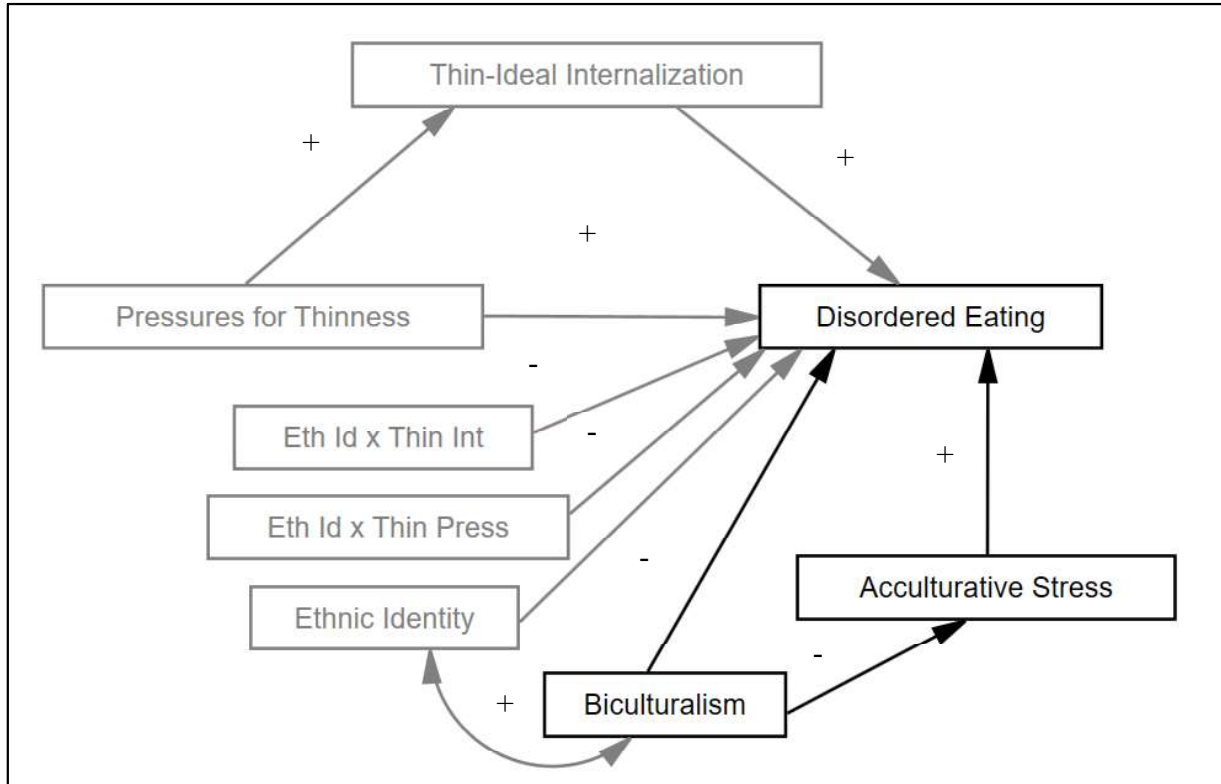 Thin-Ideal Internalization
+
+
+
Pressures for Thinness
Disordered Eating
-
Eth Id x Thin Int
-
+
Eth Id x Thin Press
-
Acculturative Stress
Ethnic Identity
-
+
Biculturalism